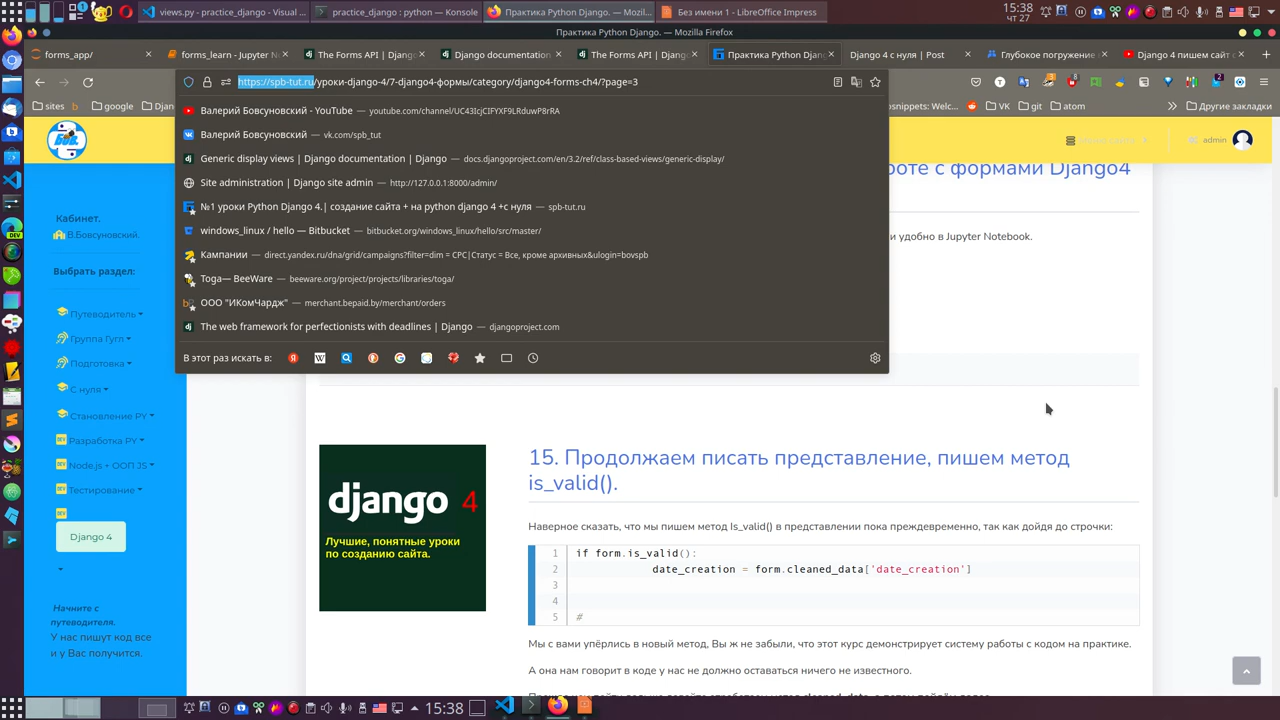 views.py - practice_django - Visual ...
practice_django : python — Konsole
Практика Python Django. — Mozil...
Без имени 1 - LibreOffice Impress
15:38
чт 27
Практика Python Django. — Mozilla Firefox
forms_app/
forms_learn - Jupyter N
The Forms API | Djang
Django documentation
The Forms API | Djang
Практика Python Djan
Django 4 с нуля | Post
Глубокое погружени
Django 4 пишем сайт с
https://spb-tut.ru/уроки-django-4/7-django4-формы/category/django4-forms-ch4/?page=3
sites
google
snippets: Welc...
VK
git
atom
Другие закладки
Валерий Бовсуновский - YouTube — youtube.com/channel/UC43IcjCIFYXF9LRduwP8rRA
Валерий Бовсуновский — vk.com/spb_tut
Generic display views | Django documentation | Django — docs.djangoproject.com/en/3.2/ref/class-based-views/generic-display/
Site administration | Django site admin — http://127.0.0.1:8000/admin/
№1 уроки Python Django 4.| создание сайта + на python django 4 +с нуля — spb-tut.ru
windows_linux / hello — Bitbucket — bitbucket.org/windows_linux/hello/src/master/
Кампании — direct.yandex.ru/dna/grid/campaigns?filter=dim = CPC|Статус = Все, кроме архивных&ulogin=bovspb
Toga— BeeWare — beeware.org/project/projects/libraries/toga/
ООО "ИКомЧардж" — merchant.bepaid.by/merchant/orders
The web framework for perfectionists with deadlines | Django — djangoproject.com
В этот раз искать в:
admin
Кабинет.
В.Бовсуновский.
Выбрать раздел:
Путеводитель
Группа Гугл
Подготовка
С нуля
Становление PY
Разработка PY
Node.js + ООП JS
Тестирование
Django 4
Начните с
путеводителя.
У нас пишут код все
и у Вас получится.
роте с формами Django4
и удобно в Jupyter Notebook.
django 4
Лучшие, понятные уроки
по созданию сайта.
15. Продолжаем писать представление, пишем метод
is_valid().
Наверное сказать, что мы пишем метод Is_valid() в представлении пока преждевременно, так как дойдя до строчки:
1 if form.is_valid():
2 date_creation = form.cleaned_data['date_creation']
3
4
5 #
Мы с вами упёрлись в новый метод, Вы ж не забыли, что этот курс демонстрирует систему работы с кодом на практике.
А она нам говорит в коде у нас не должно оставаться ничего не известного.
15:38